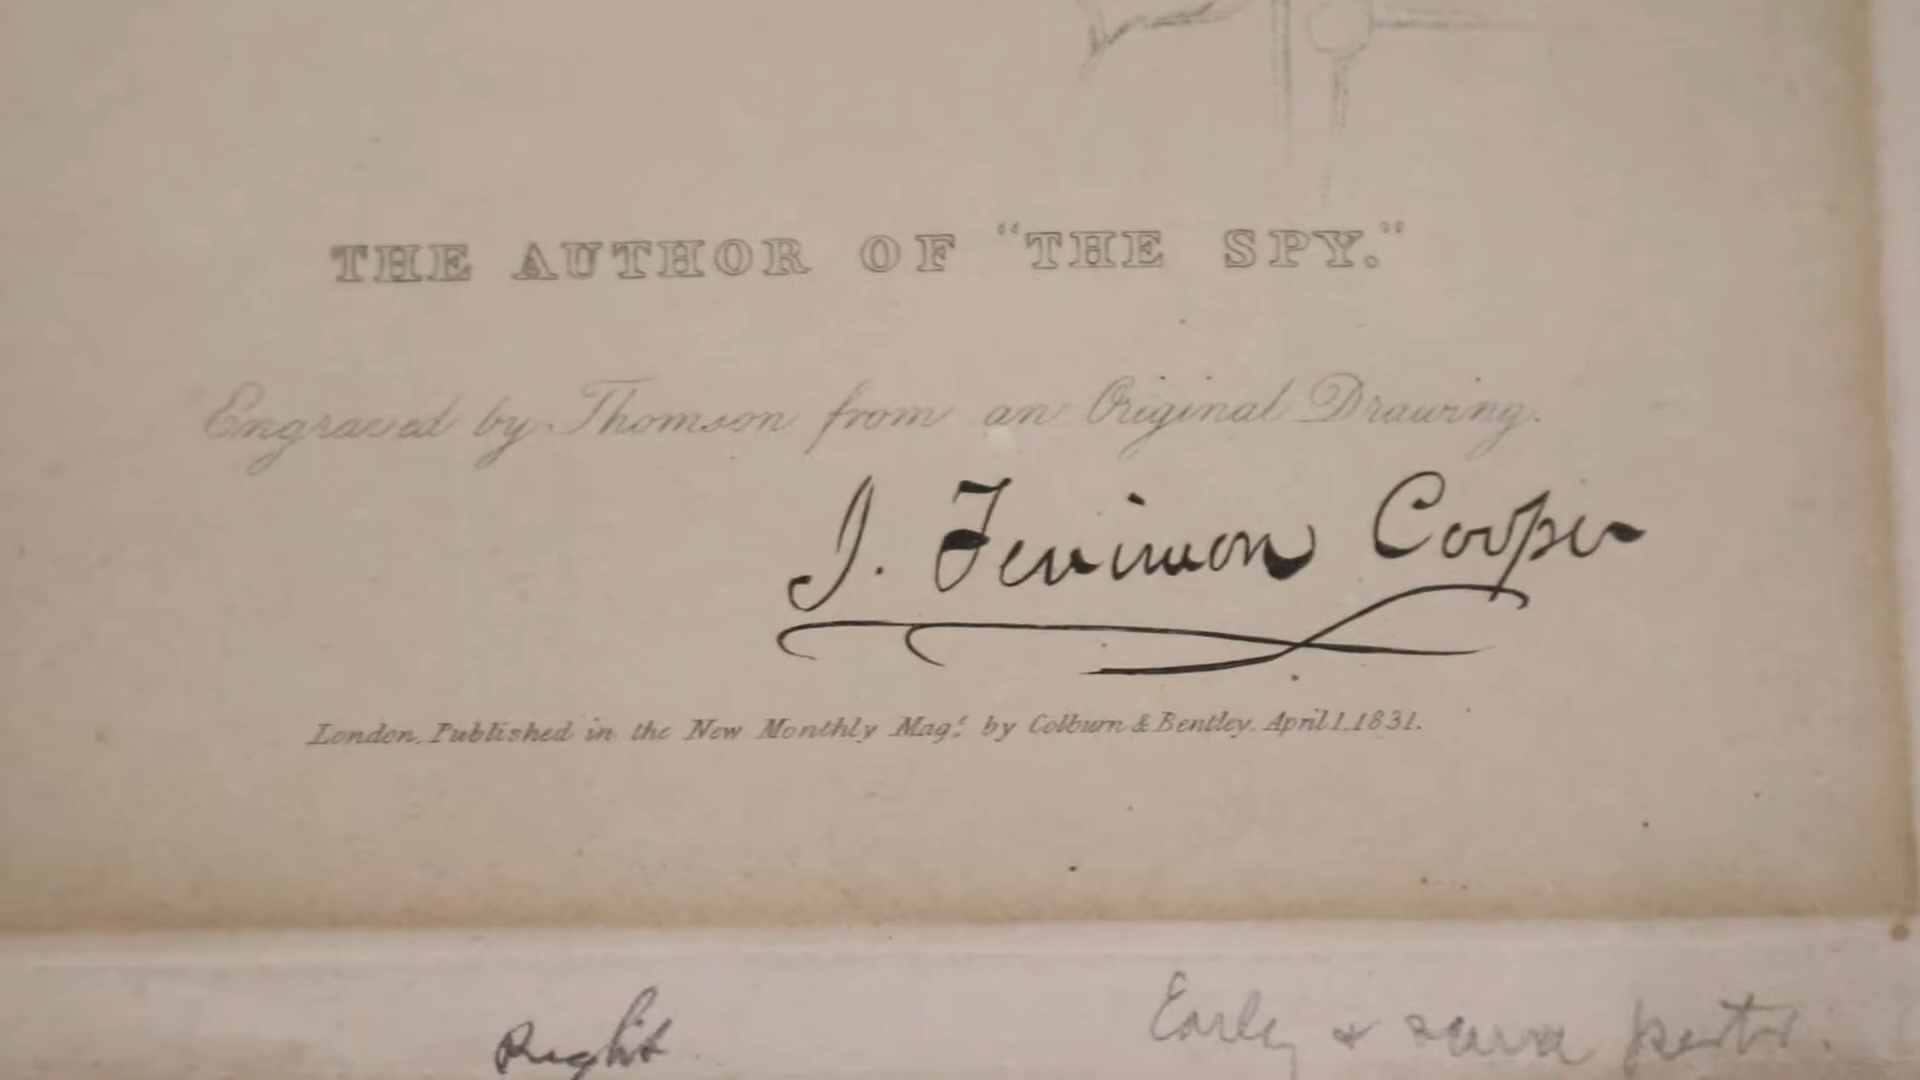 THE AUTHOR OF "THE SPY."
Engraved by Thomson from an Original Drawing.
J. Fenimore Cooper
London, Published in the New Monthly Mag.e by Colburn & Bentley, April 1, 1831.
Right
Early &